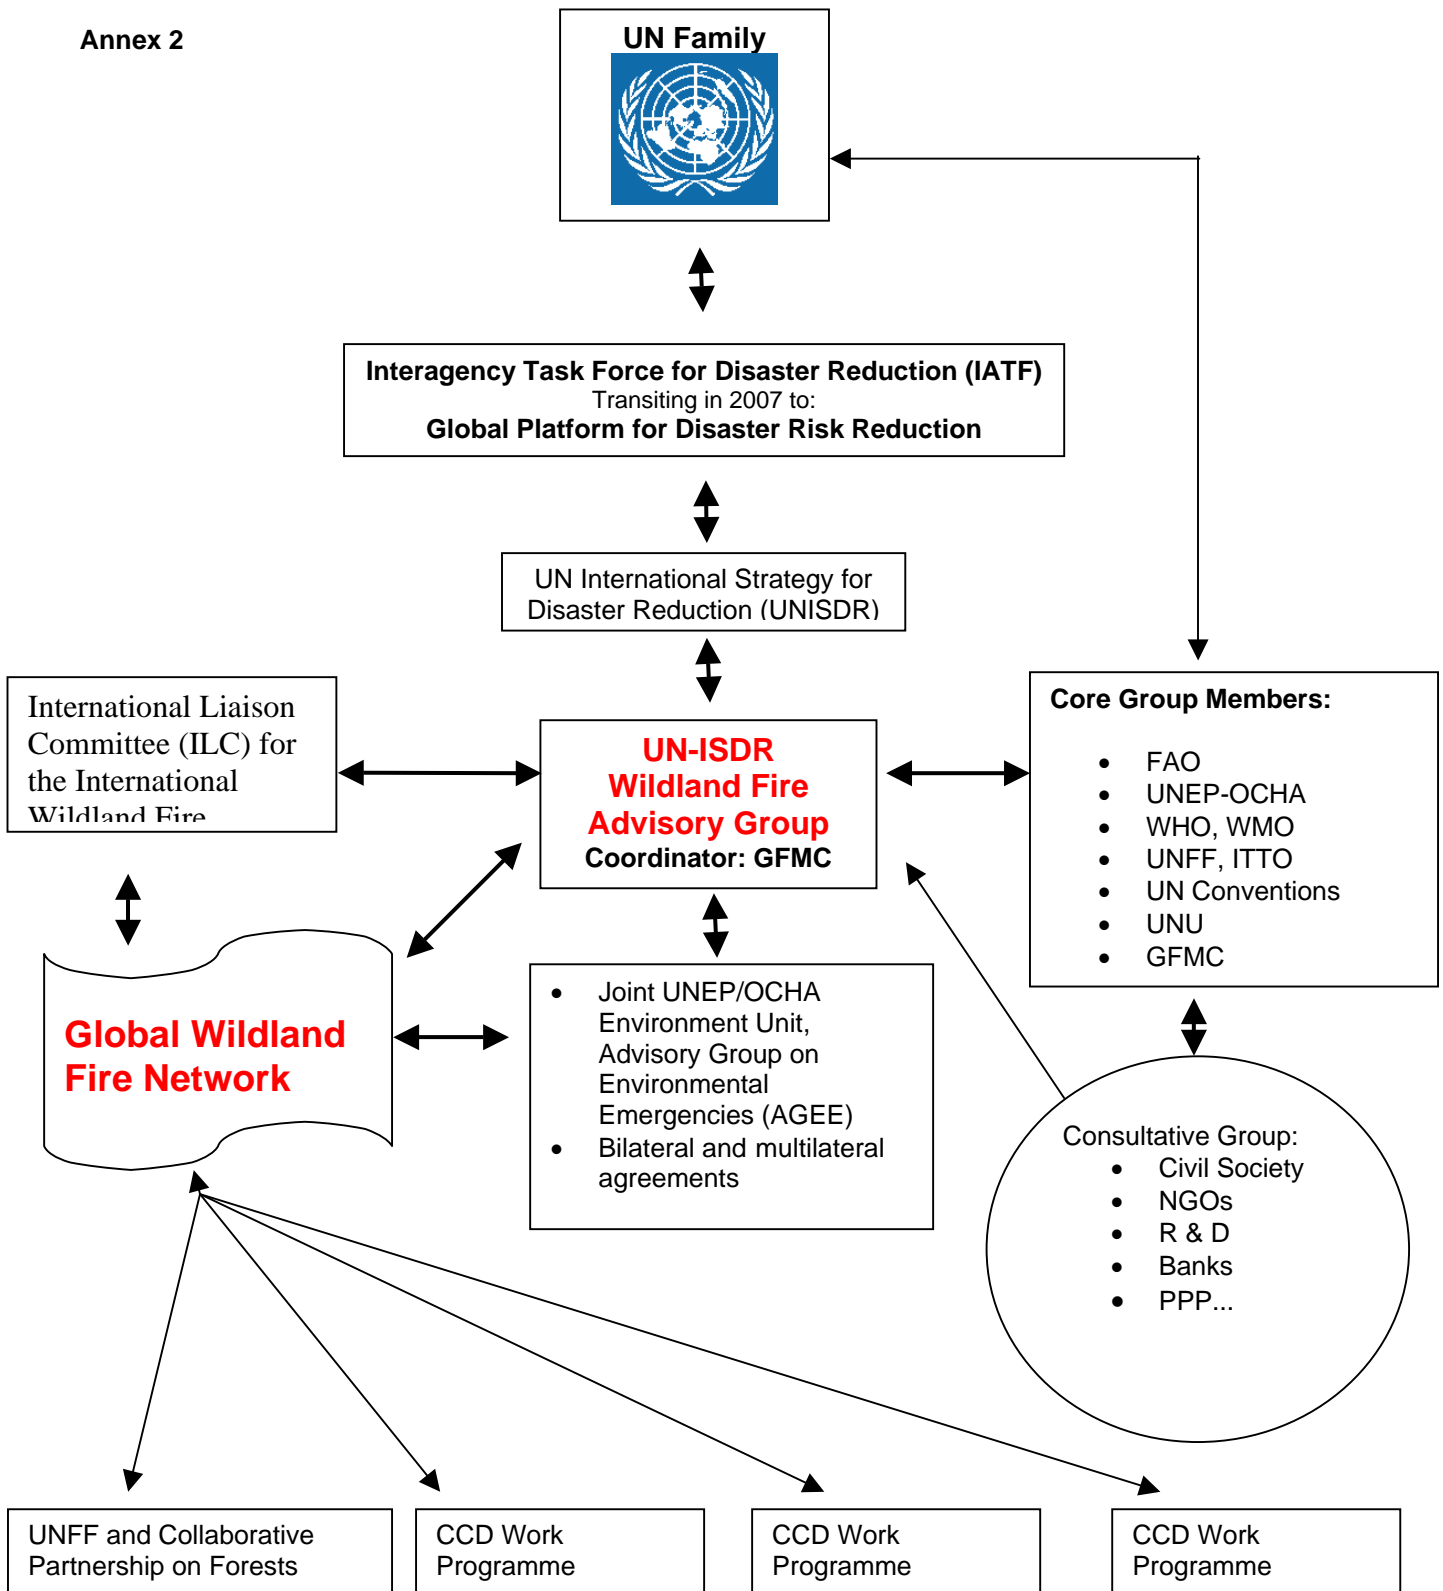 Annex 2
UN Family
Interagency Task Force for Disaster Reduction (IATF)
Transiting in 2007 to:
Global Platform for Disaster Risk Reduction
UN International Strategy for
Disaster Reduction (UNISDR)
International Liaison
Committee (ILC) for
the International
Wildland Fire
UN-ISDR
Wildland Fire
Advisory Group
Coordinator: GFMC
Core Group Members:
• FAO
• UNEP-OCHA
• WHO, WMO
• UNFF, ITTO
• UN Conventions
• UNU
• GFMC
Global Wildland
Fire Network
• Joint UNEP/OCHA
Environment Unit,
Advisory Group on
Environmental
Emergencies (AGEE)
• Bilateral and multilateral
agreements
Consultative Group:
• Civil Society
• NGOs
• R & D
• Banks
• PPP...
UNFF and Collaborative
Partnership on Forests
CCD Work
Programme
CCD Work
Programme
CCD Work
Programme